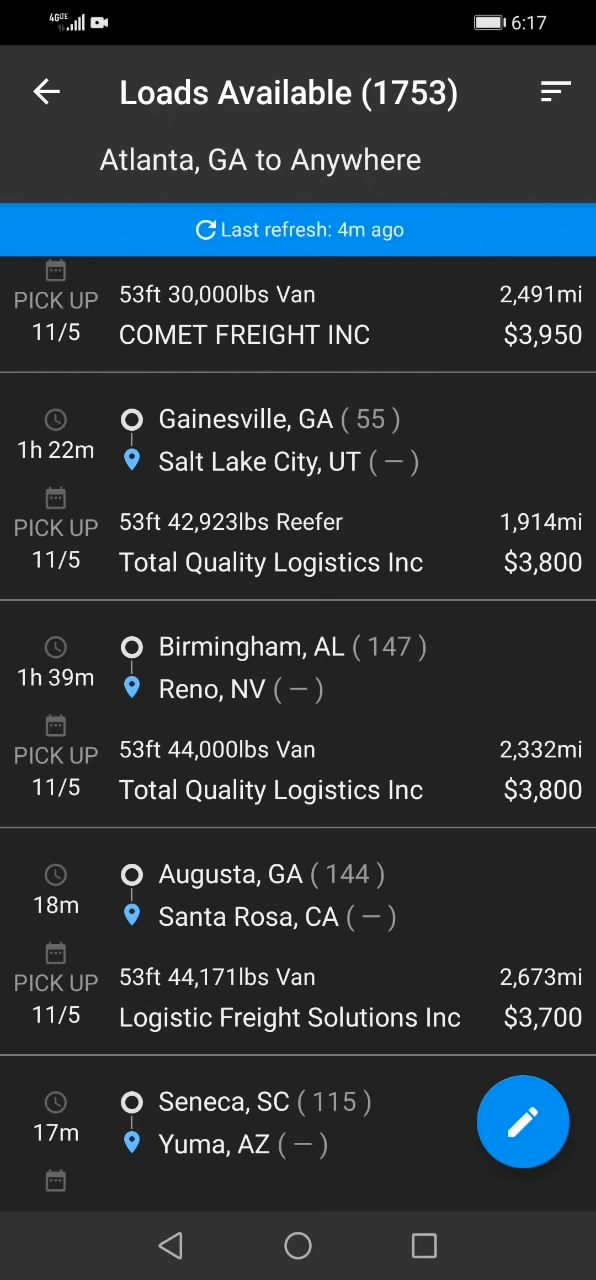 4G LTE 6:17
Loads Available (1753)
Atlanta, GA to Anywhere
Last refresh: 4m ago
PICK UP
11/5
53ft 30,000lbs Van 2,491mi
COMET FREIGHT INC $3,950
1h 22m
Gainesville, GA ( 55 )
Salt Lake City, UT ( — )
PICK UP
11/5
53ft 42,923lbs Reefer 1,914mi
Total Quality Logistics Inc $3,800
1h 39m
Birmingham, AL ( 147 )
Reno, NV ( — )
PICK UP
11/5
53ft 44,000lbs Van 2,332mi
Total Quality Logistics Inc $3,800
18m
Augusta, GA ( 144 )
Santa Rosa, CA ( — )
PICK UP
11/5
53ft 44,171lbs Van 2,673mi
Logistic Freight Solutions Inc $3,700
17m
Seneca, SC ( 115 )
Yuma, AZ ( — )